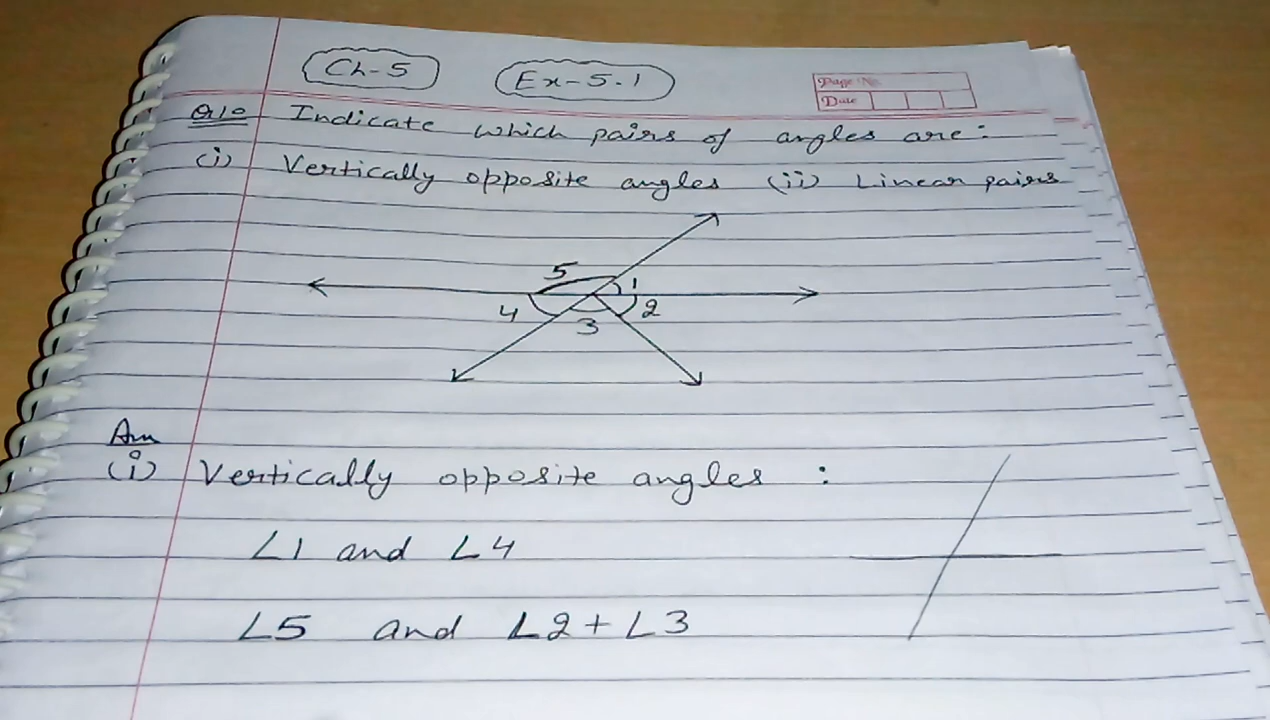 Ch-5 Ex-5.1
Page No.
Date
Q10 Indicate which pairs of angles are:
(i) Vertically opposite angles (ii) Linear pairs
5 1
4 3 2
Ans
(i) Vertically opposite angles :
∠1 and ∠4
∠5 and ∠2+∠3